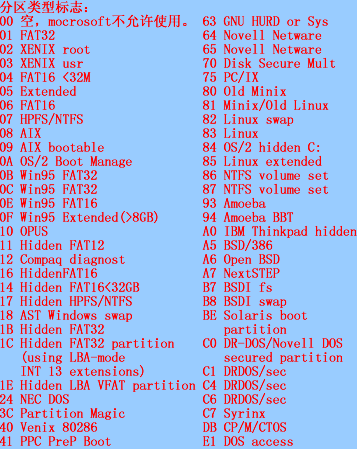 分区类型标志:
00 空，mocrosoft不允许使用。
01 FAT32
02 XENIX root
03 XENIX usr
04 FAT16 <32M
05 Extended
06 FAT16
07 HPFS/NTFS
08 AIX
09 AIX bootable
0A OS/2 Boot Manage
0B Win95 FAT32
0C Win95 FAT32
0E Win95 FAT16
0F Win95 Extended(>8GB)
10 OPUS
11 Hidden FAT12
12 Compaq diagnost
16 HiddenFAT16
14 Hidden FAT16<32GB
17 Hidden HPFS/NTFS
18 AST Windows swap
1B Hidden FAT32
1C Hidden FAT32 partition
(using LBA-mode
INT 13 extensions)
1E Hidden LBA VFAT partition
24 NEC DOS
3C Partition Magic
40 Venix 80286
41 PPC PreP Boot
63 GNU HURD or Sys
64 Novell Netware
65 Novell Netware
70 Disk Secure Mult
75 PC/IX
80 Old Minix
81 Minix/Old Linux
82 Linux swap
83 Linux
84 OS/2 hidden C:
85 Linux extended
86 NTFS volume set
87 NTFS volume set
93 Amoeba
94 Amoeba BBT
A0 IBM Thinkpad hidden
A5 BSD/386
A6 Open BSD
A7 NextSTEP
B7 BSDI fs
B8 BSDI swap
BE Solaris boot
partition
C0 DR-DOS/Novell DOS
secured partition
C1 DRDOS/sec
C4 DRDOS/sec
C6 DRDOS/sec
C7 Syrinx
DB CP/M/CTOS
E1 DOS access